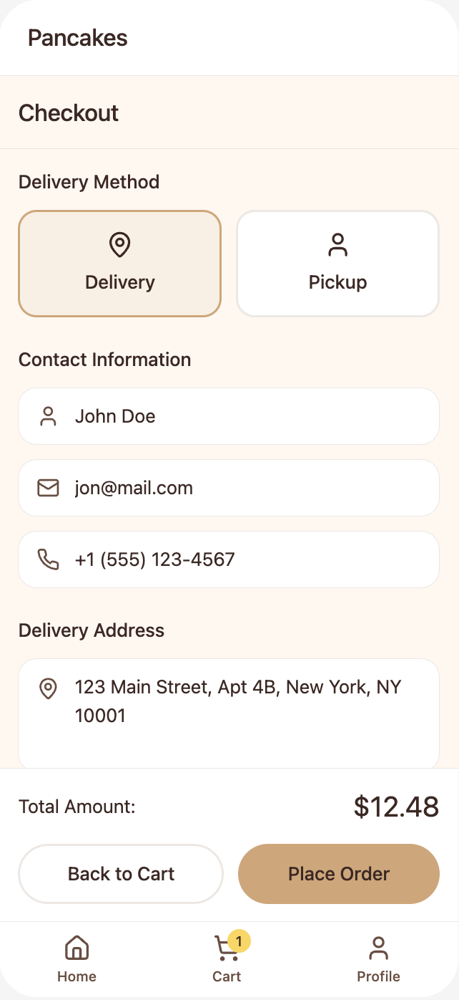 Pancakes
Checkout
Delivery Method
Delivery
Pickup
Contact Information
John Doe
jon@mail.com
+1 (555) 123-4567
Delivery Address
123 Main Street, Apt 4B, New York, NY
10001
Total Amount:
$12.48
Back to Cart
Place Order
1
Home
Cart
Profile